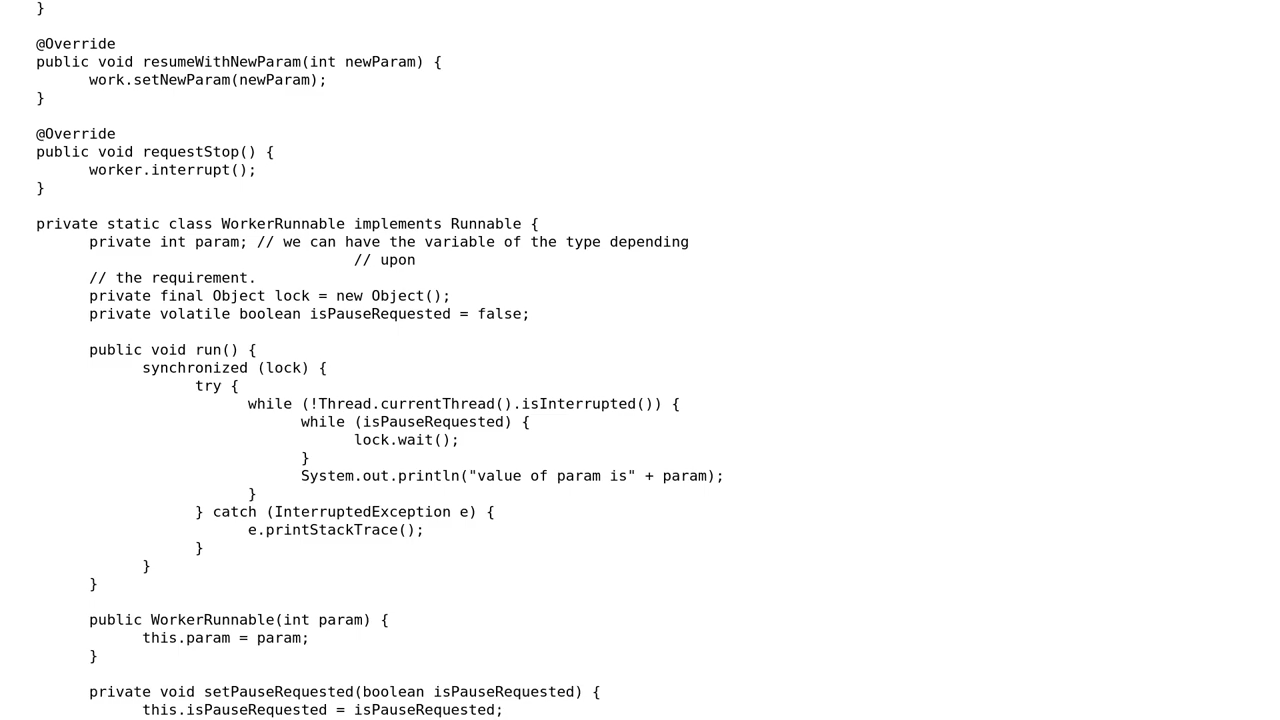 }

@Override
public void resumeWithNewParam(int newParam) {
      work.setNewParam(newParam);
}

@Override
public void requestStop() {
      worker.interrupt();
}

private static class WorkerRunnable implements Runnable {
      private int param; // we can have the variable of the type depending
                                    // upon
      // the requirement.
      private final Object lock = new Object();
      private volatile boolean isPauseRequested = false;

      public void run() {
            synchronized (lock) {
                  try {
                        while (!Thread.currentThread().isInterrupted()) {
                              while (isPauseRequested) {
                                    lock.wait();
                              }
                              System.out.println("value of param is" + param);
                        }
                  } catch (InterruptedException e) {
                        e.printStackTrace();
                  }
            }
      }

      public WorkerRunnable(int param) {
            this.param = param;
      }

      private void setPauseRequested(boolean isPauseRequested) {
            this.isPauseRequested = isPauseRequested;